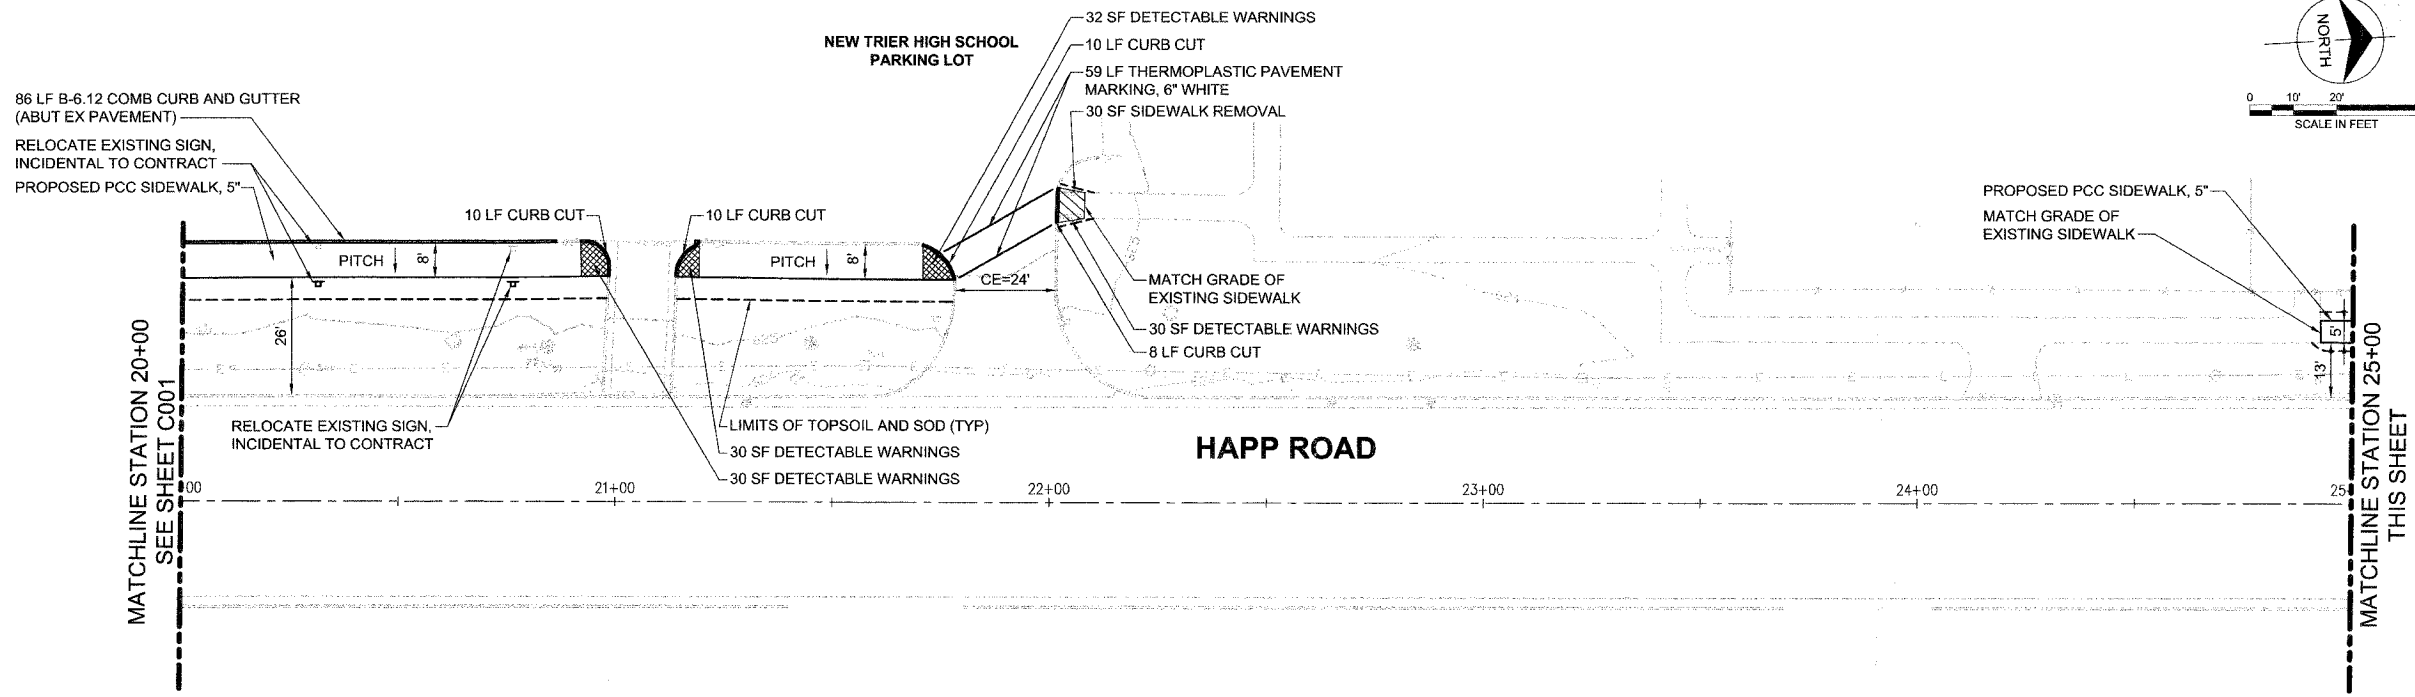 NEW TRIER HIGH SCHOOL
PARKING LOT
32 SF DETECTABLE WARNINGS
10 LF CURB CUT
59 LF THERMOPLASTIC PAVEMENT
MARKING, 6" WHITE
30 SF SIDEWALK REMOVAL
NORTH
0 10' 20'
SCALE IN FEET
86 LF B-6.12 COMB CURB AND GUTTER
(ABUT EX PAVEMENT)
RELOCATE EXISTING SIGN,
INCIDENTAL TO CONTRACT
PROPOSED PCC SIDEWALK, 5"
10 LF CURB CUT
10 LF CURB CUT
PITCH
8'
PITCH
8'
CE=24'
MATCH GRADE OF
EXISTING SIDEWALK
30 SF DETECTABLE WARNINGS
8 LF CURB CUT
PROPOSED PCC SIDEWALK, 5"
MATCH GRADE OF
EXISTING SIDEWALK
5'
13'
26'
RELOCATE EXISTING SIGN,
INCIDENTAL TO CONTRACT
LIMITS OF TOPSOIL AND SOD (TYP)
30 SF DETECTABLE WARNINGS
30 SF DETECTABLE WARNINGS
HAPP ROAD
MATCHLINE STATION 20+00
SEE SHEET C001
00
21+00
22+00
23+00
24+00
25
MATCHLINE STATION 25+00
THIS SHEET